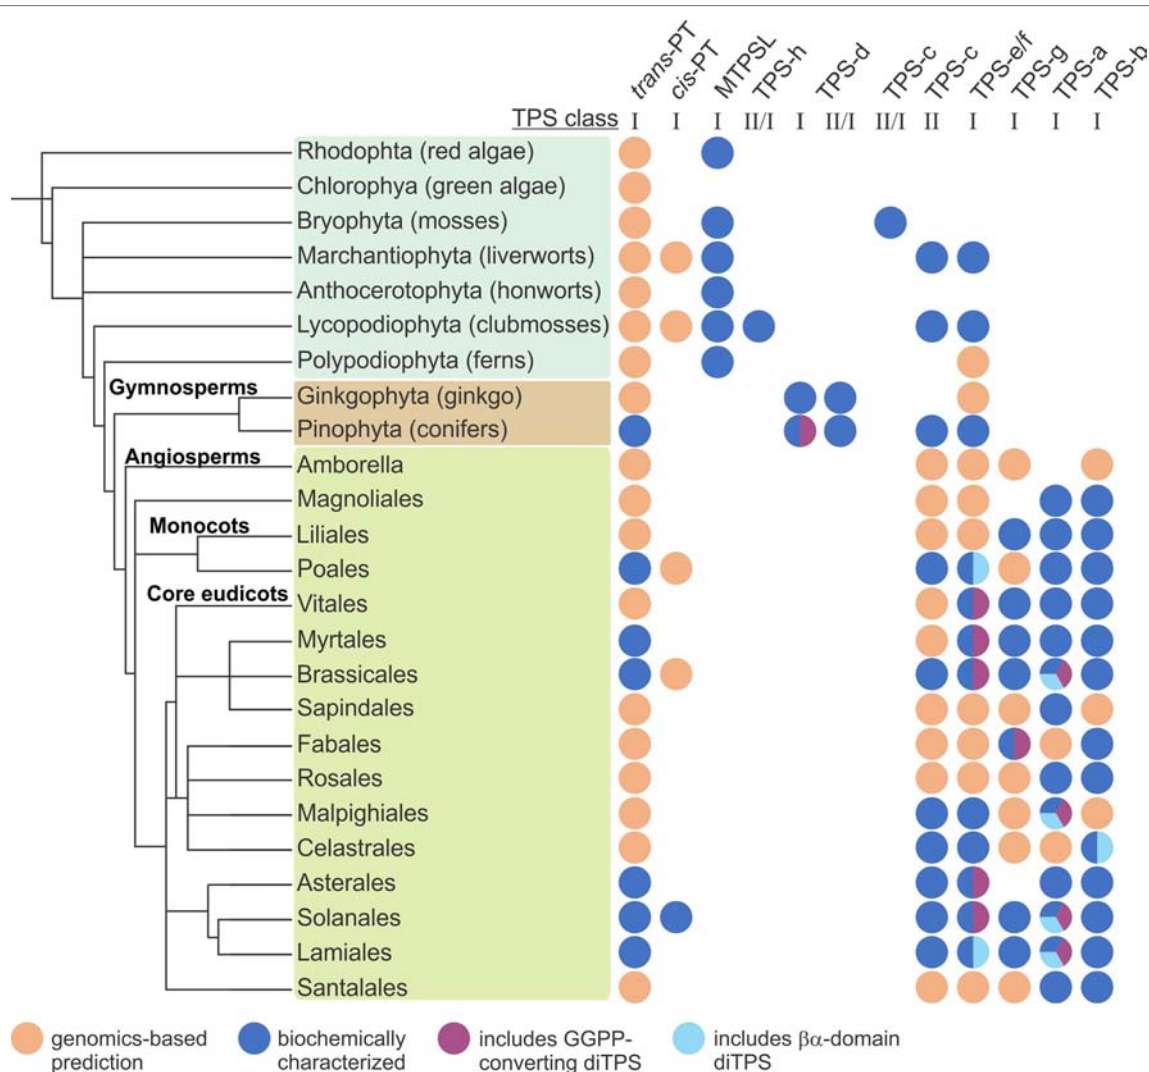 trans-PT
cis-PT
MTPSL
TPS-h
TPS-d
TPS-c
TPS-c
TPS-e/f
TPS-g
TPS-a
TPS-b
TPS class I I I II/I I II/I II/I II I I I I
Rhodophta (red algae)
Chlorophya (green algae)
Bryophyta (mosses)
Marchantiophyta (liverworts)
Anthocerotophyta (honworts)
Lycopodiophyta (clubmosses)
Polypodiophyta (ferns)
Gymnosperms
Ginkgophyta (ginkgo)
Pinophyta (conifers)
Angiosperms
Amborella
Magnoliales
Monocots
Liliales
Poales
Core eudicots
Vitales
Myrtales
Brassicales
Sapindales
Fabales
Rosales
Malpighiales
Celastrales
Asterales
Solanales
Lamiales
Santalales
genomics-based
prediction
biochemically
characterized
includes GGPP-
converting diTPS
includes βα-domain
diTPS